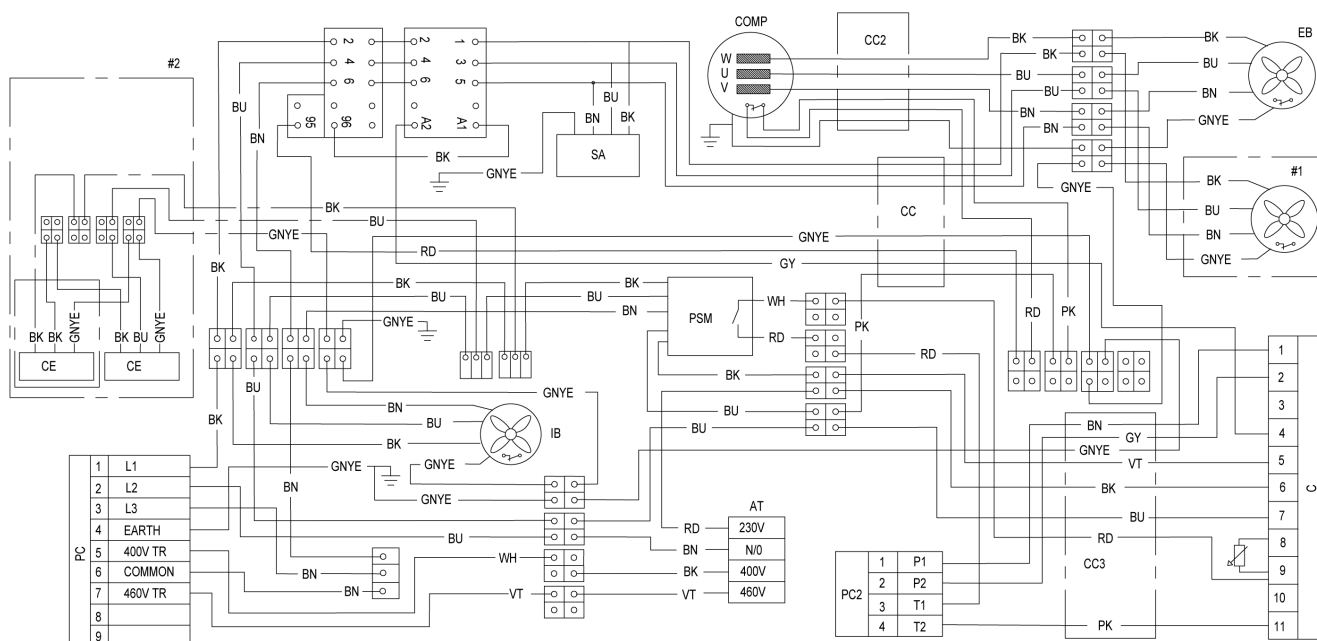 COMP
CC2
EB
#2
2 2 1
4 4 3
6 6 5
95 96 A2 A1
W
U
V
BK BK
BK
BU BU
BU
BN BN
BN
GNYE
BU
BN
BU
BN
BK
BK
SA
GNYE
#1
CC
GNYE
BK
BU
BN
GNYE
BK
BU
GNYE
RD
GNYE
GY
BK
BK
BU
BN
GNYE
BK
BU
BN
PSM
WH
RD
BK
BU
BU
PK
RD
RD
PK
BK BK GNYE BK BU GNYE
CE CE
BU
BK
BN
BU
BK
IB
GNYE
GNYE
GNYE
GNYE
BN
BU
BN
BN
WH
VT
PC
1 L1
2 L2
3 L3
4 EARTH
5 400V TR
6 COMMON
7 460V TR
8
9
AT
RD 230V
BN N/0
BK 400V
VT 460V
PC2
1 P1
2 P2
3 T1
4 T2
BN
GY
GNYE
VT
BK
BU
RD
CC3
PK
1
2
3
4
5
6
7
8
9
10
11
C